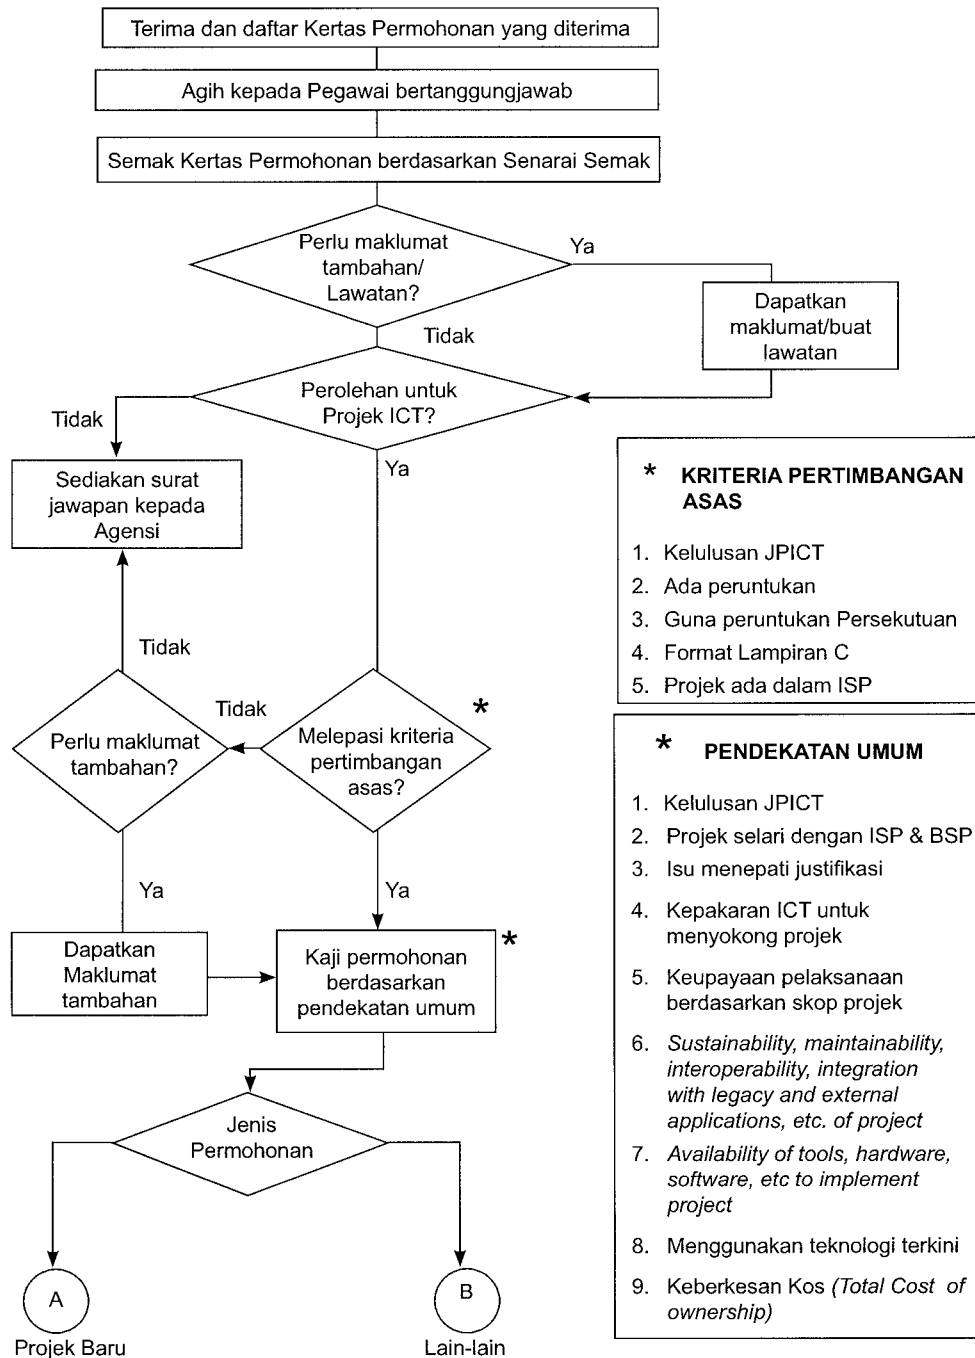 Terima dan daftar Kertas Permohonan yang diterima
Agih kepada Pegawai bertanggungjawab
Semak Kertas Permohonan berdasarkan Senarai Semak
Perlu maklumat
tambahan/
Lawatan?
Ya
Dapatkan
maklumat/buat
lawatan
Tidak
Perolehan untuk
Projek ICT?
Tidak
Ya
Sediakan surat
jawapan kepada
Agensi
Tidak
Perlu maklumat
tambahan?
Tidak
Melepasi kriteria
pertimbangan
asas?
*
Ya
Ya
Dapatkan
Maklumat
tambahan
Kaji permohonan
berdasarkan
pendekatan umum
*
Jenis
Permohonan
A
Projek Baru
B
Lain-lain
* KRITERIA PERTIMBANGAN
ASAS
1. Kelulusan JPICT
2. Ada peruntukan
3. Guna peruntukan Persekutuan
4. Format Lampiran C
5. Projek ada dalam ISP
* PENDEKATAN UMUM
1. Kelulusan JPICT
2. Projek selari dengan ISP & BSP
3. Isu menepati justifikasi
4. Kepakaran ICT untuk
menyokong projek
5. Keupayaan pelaksanaan
berdasarkan skop projek
6. Sustainability, maintainability,
interoperability, integration
with legacy and external
applications, etc. of project
7. Availability of tools, hardware,
software, etc to implement
project
8. Menggunakan teknologi terkini
9. Keberkesan Kos (Total Cost of
ownership)